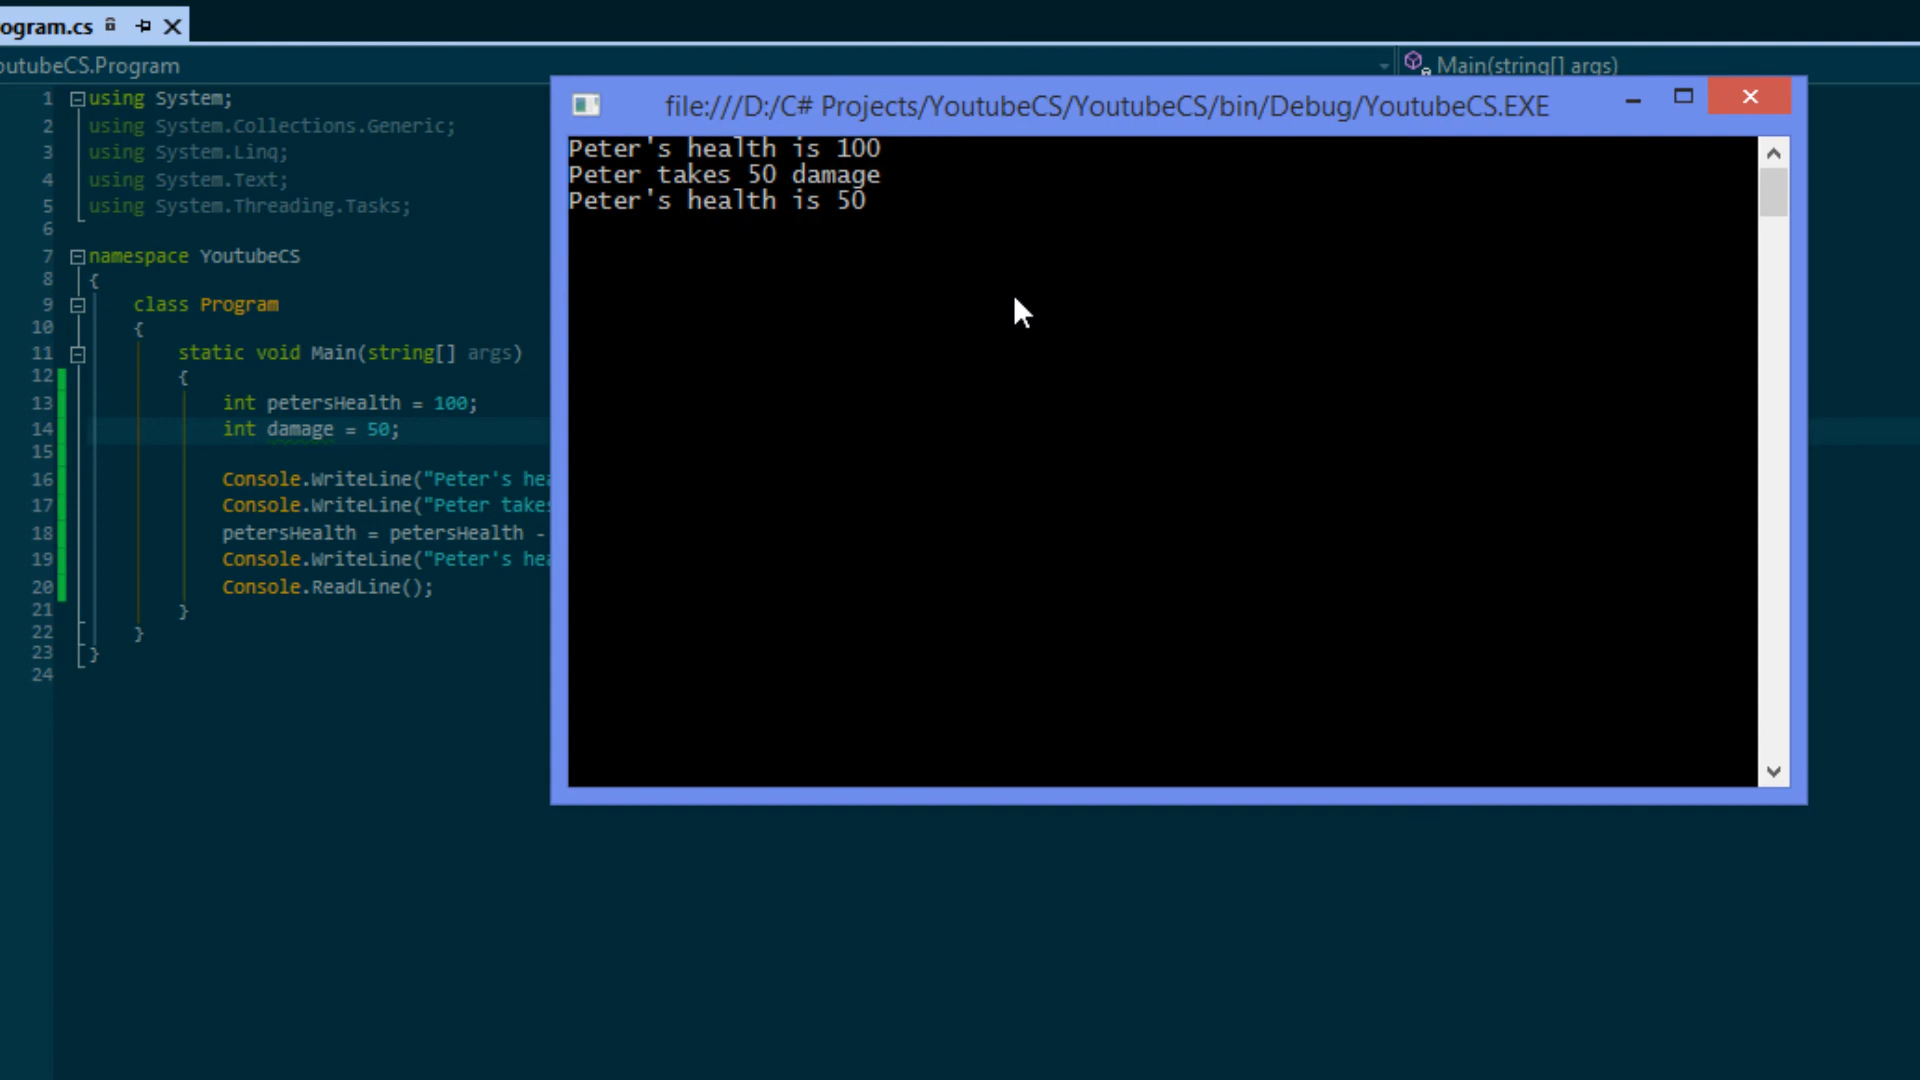 ogram.cs
outubeCS.Program
Main(string[] args)
1 using System;
2 using System.Collections.Generic;
3 using System.Linq;
4 using System.Text;
5 using System.Threading.Tasks;
6
7 namespace YoutubeCS
8 {
9 class Program
10 {
11 static void Main(string[] args)
12 {
13 int petersHealth = 100;
14 int damage = 50;
15
16 Console.WriteLine("Peter's hea
17 Console.WriteLine("Peter takes
18 petersHealth = petersHealth -
19 Console.WriteLine("Peter's hea
20 Console.ReadLine();
21 }
22 }
23 }
24
file:///D:/C# Projects/YoutubeCS/YoutubeCS/bin/Debug/YoutubeCS.EXE
Peter's health is 100
Peter takes 50 damage
Peter's health is 50